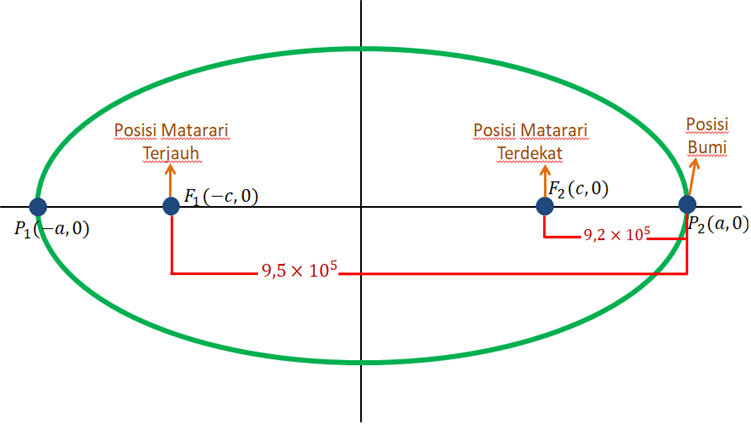 Posisi Matarari
Terjauh
Posisi Matarari
Terdekat
Posisi
Bumi
F₁(−c, 0)
F₂(c, 0)
P₁(−a, 0)
P₂(a, 0)
9,2 × 10⁵
9,5 × 10⁵